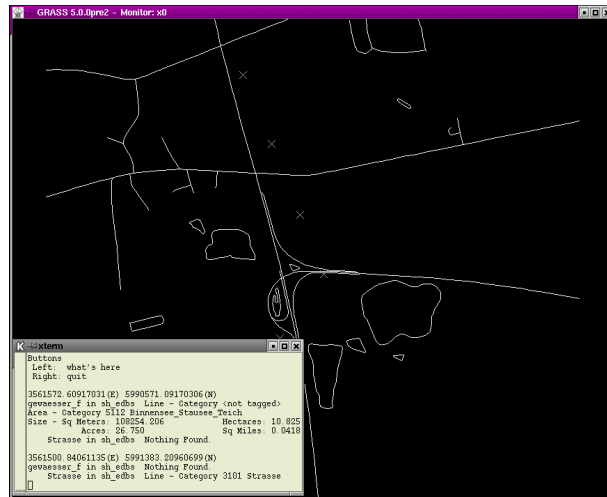 GRASS 5.0.0pre2 - Monitor: x0
xterm
Buttons
Left: what's here
Right: quit
3561572.60917031(E) 5990571.09170306(N)
gewaesser_f in sh_edbs Line - Category <not tagged>
Area - Category 5112 Binnensee_Stausee_Teich
Size - Sq Meters: 108254.206 Hectares: 10.825
Acres: 26.750 Sq Miles: 0.0418
Strasse in sh_edbs Nothing Found.
3561500.84061135(E) 5991383.20960699(N)
gewaesser_f in sh_edbs Nothing Found.
Strasse in sh_edbs Line - Category 3101 Strasse